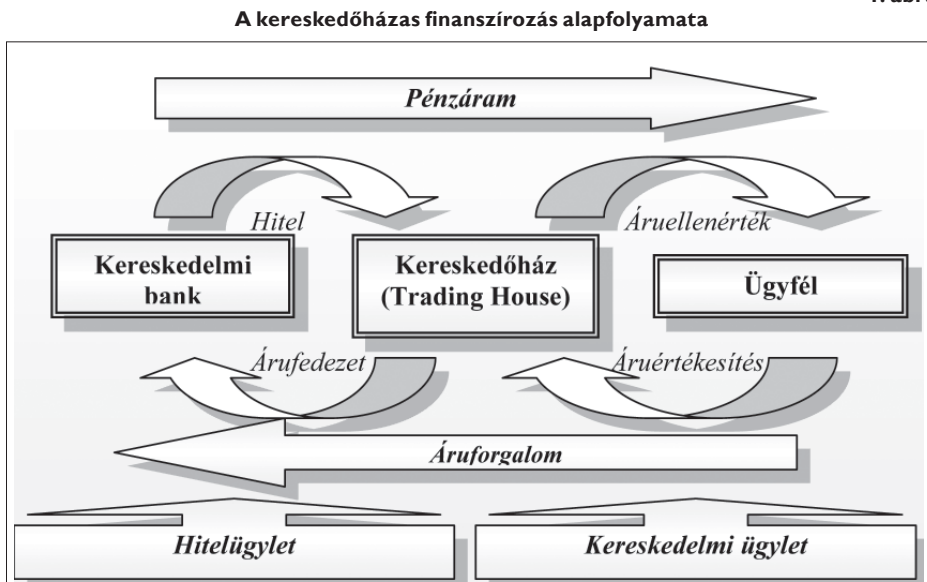 A kereskedőházas finanszírozás alapfolyamata
Pénzáram
Hitel
Áruellenérték
Kereskedelmi
bank
Kereskedőház
(Trading House)
Ügyfél
Árufedezet
Áruértékesítés
Áruforgalom
Hitelügylet
Kereskedelmi ügylet